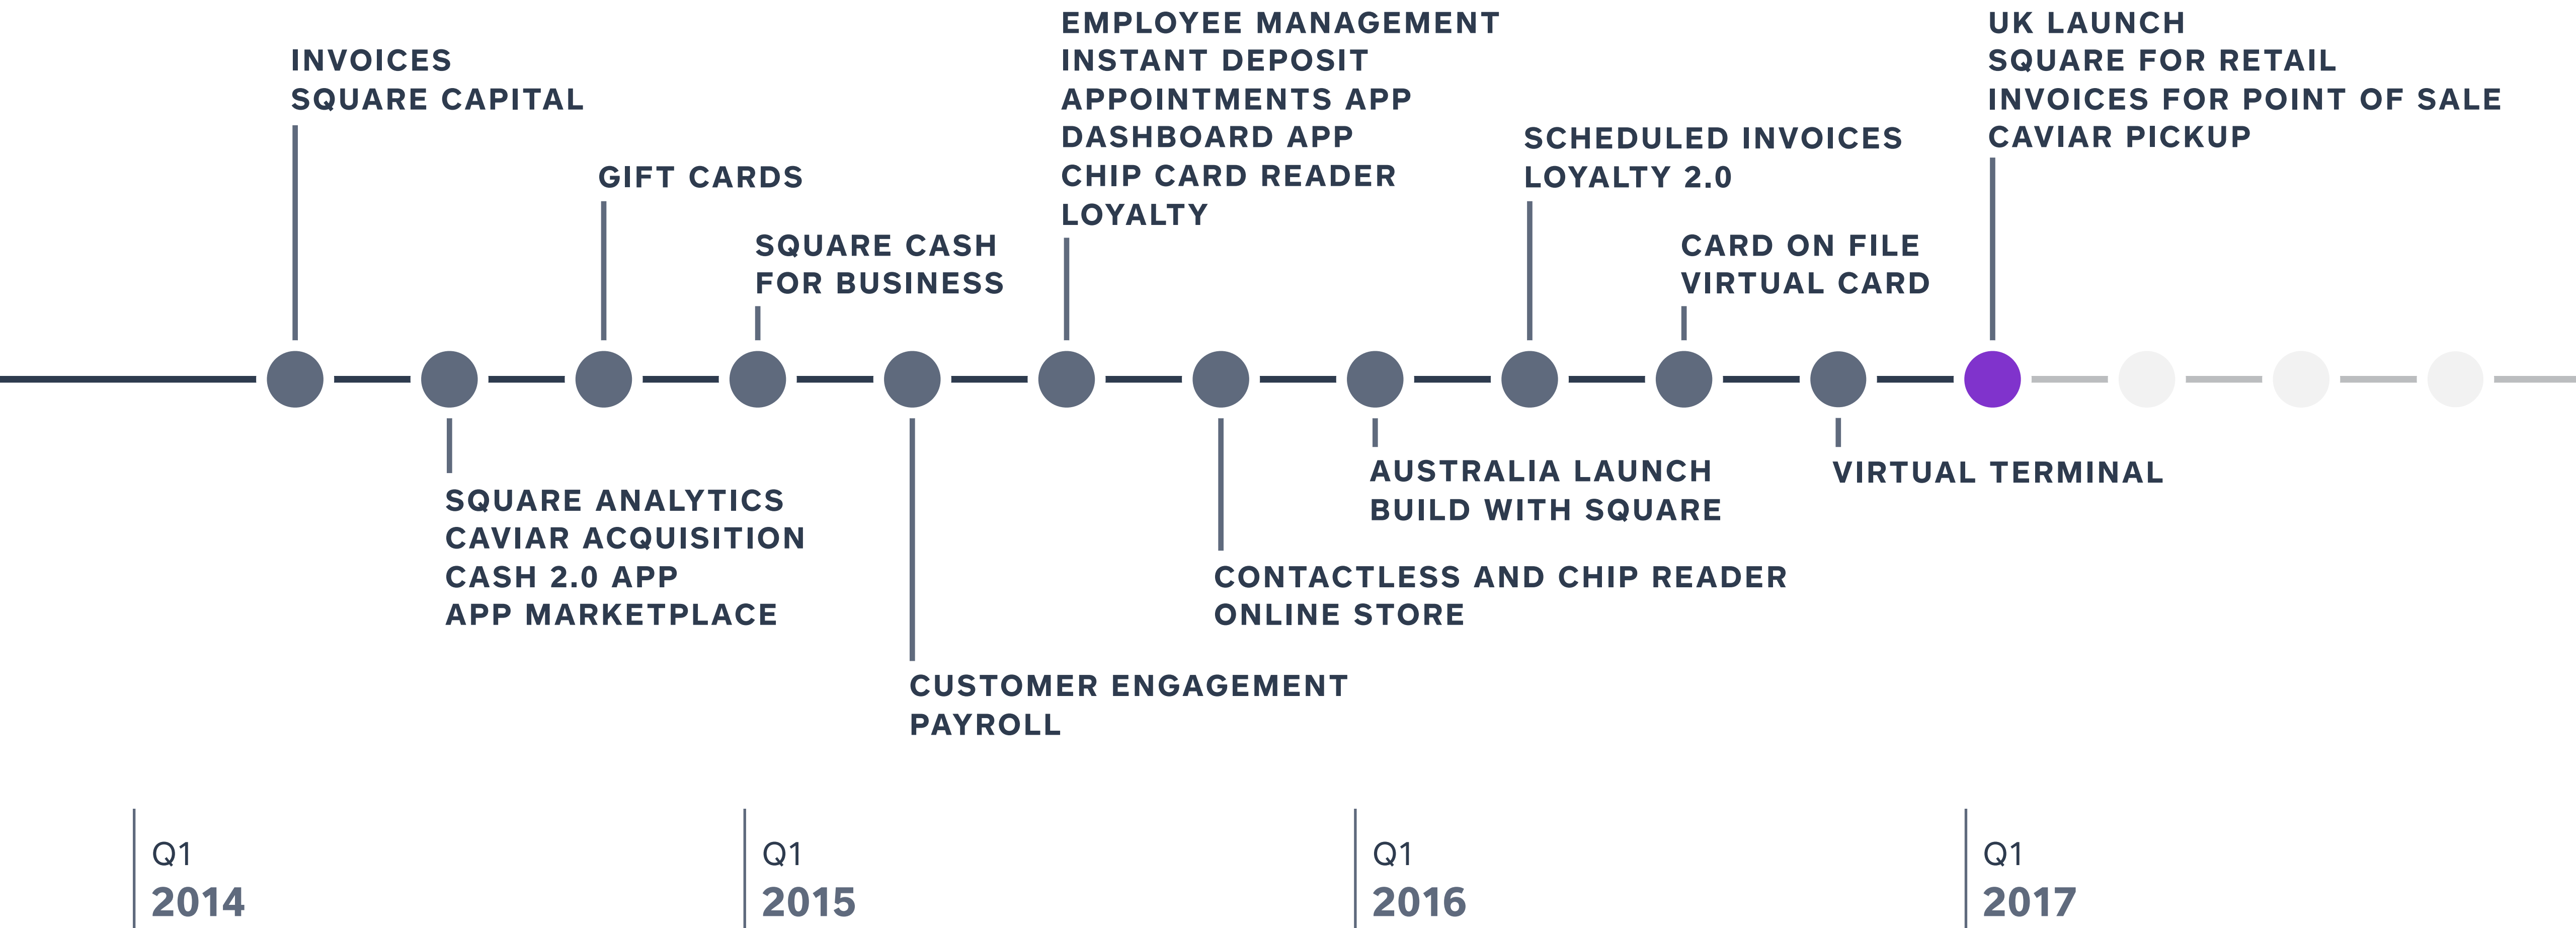 INVOICES
SQUARE CAPITAL
SQUARE ANALYTICS
CAVIAR ACQUISITION
CASH 2.0 APP
APP MARKETPLACE
GIFT CARDS
SQUARE CASH
FOR BUSINESS
CUSTOMER ENGAGEMENT
PAYROLL
EMPLOYEE MANAGEMENT
INSTANT DEPOSIT
APPOINTMENTS APP
DASHBOARD APP
CHIP CARD READER
LOYALTY
CONTACTLESS AND CHIP READER
ONLINE STORE
AUSTRALIA LAUNCH
BUILD WITH SQUARE
SCHEDULED INVOICES
LOYALTY 2.0
CARD ON FILE
VIRTUAL CARD
VIRTUAL TERMINAL
UK LAUNCH
SQUARE FOR RETAIL
INVOICES FOR POINT OF SALE
CAVIAR PICKUP
Q1
2014
Q1
2015
Q1
2016
Q1
2017